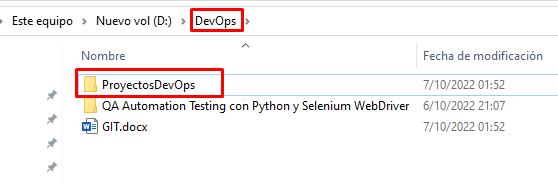 Este equipo > Nuevo vol (D:) > DevOps >
Nombre Fecha de modificación
ProyectosDevOps 7/10/2022 01:52
QA Automation Testing con Python y Selenium WebDriver 6/10/2022 21:07
GIT.docx 7/10/2022 01:52